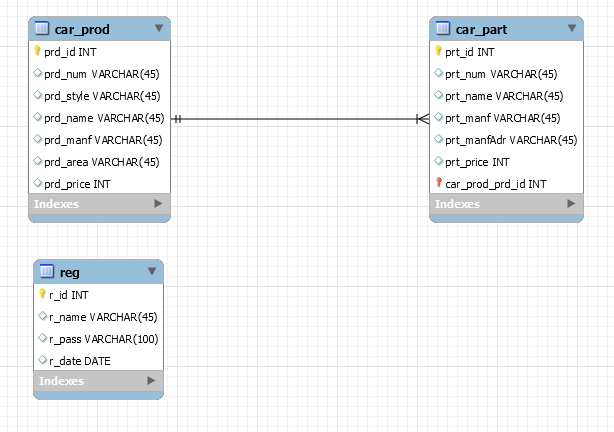 car_prod
prd_id INT
prd_num VARCHAR(45)
prd_style VARCHAR(45)
prd_name VARCHAR(45)
prd_manf VARCHAR(45)
prd_area VARCHAR(45)
prd_price INT
Indexes
car_part
prt_id INT
prt_num VARCHAR(45)
prt_name VARCHAR(45)
prt_manf VARCHAR(45)
prt_manfAdr VARCHAR(45)
prt_price INT
car_prod_prd_id INT
Indexes
reg
r_id INT
r_name VARCHAR(45)
r_pass VARCHAR(100)
r_date DATE
Indexes